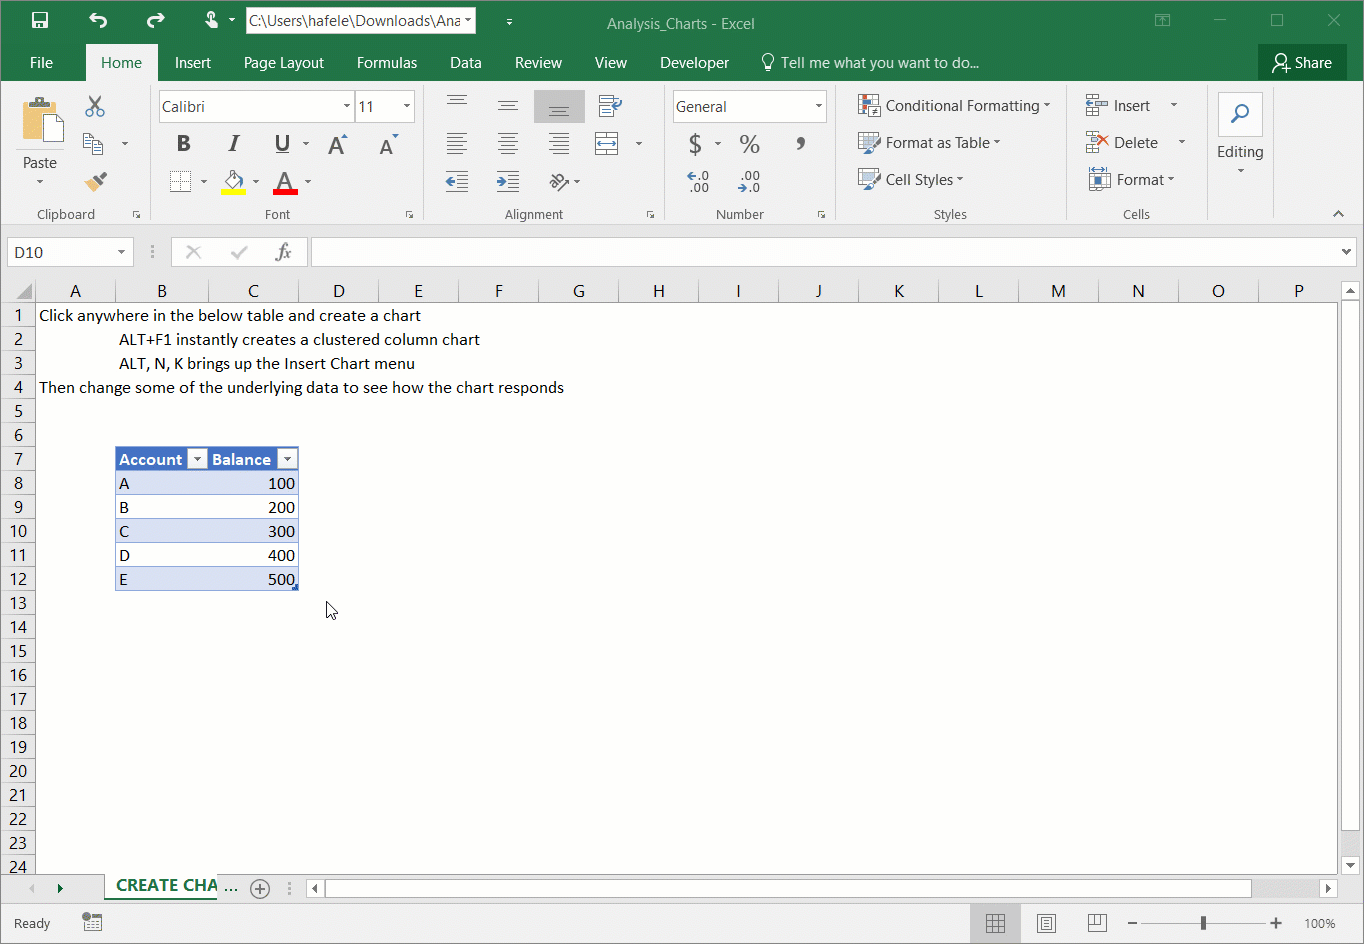 C:\Users\hafele\Downloads\Ana
Analysis_Charts - Excel
File Home Insert Page Layout Formulas Data Review View Developer Tell me what you want to do... Share
Paste
Clipboard
Calibri 11
B I U A A
A
Font
Alignment
General
$ % ,
←.0 .00
.00 →.0
Number
Conditional Formatting
Format as Table
Cell Styles
Styles
Insert
Delete
Format
Cells
Editing
D10 fx
A B C D E F G H I J K L M N O P
1 Click anywhere in the below table and create a chart
2 ALT+F1 instantly creates a clustered column chart
3 ALT, N, K brings up the Insert Chart menu
4 Then change some of the underlying data to see how the chart responds
5
6
7 Account Balance
8 A 100
9 B 200
10 C 300
11 D 400
12 E 500
13
14
15
16
17
18
19
20
21
22
23
24
CREATE CHA ...
Ready 100%